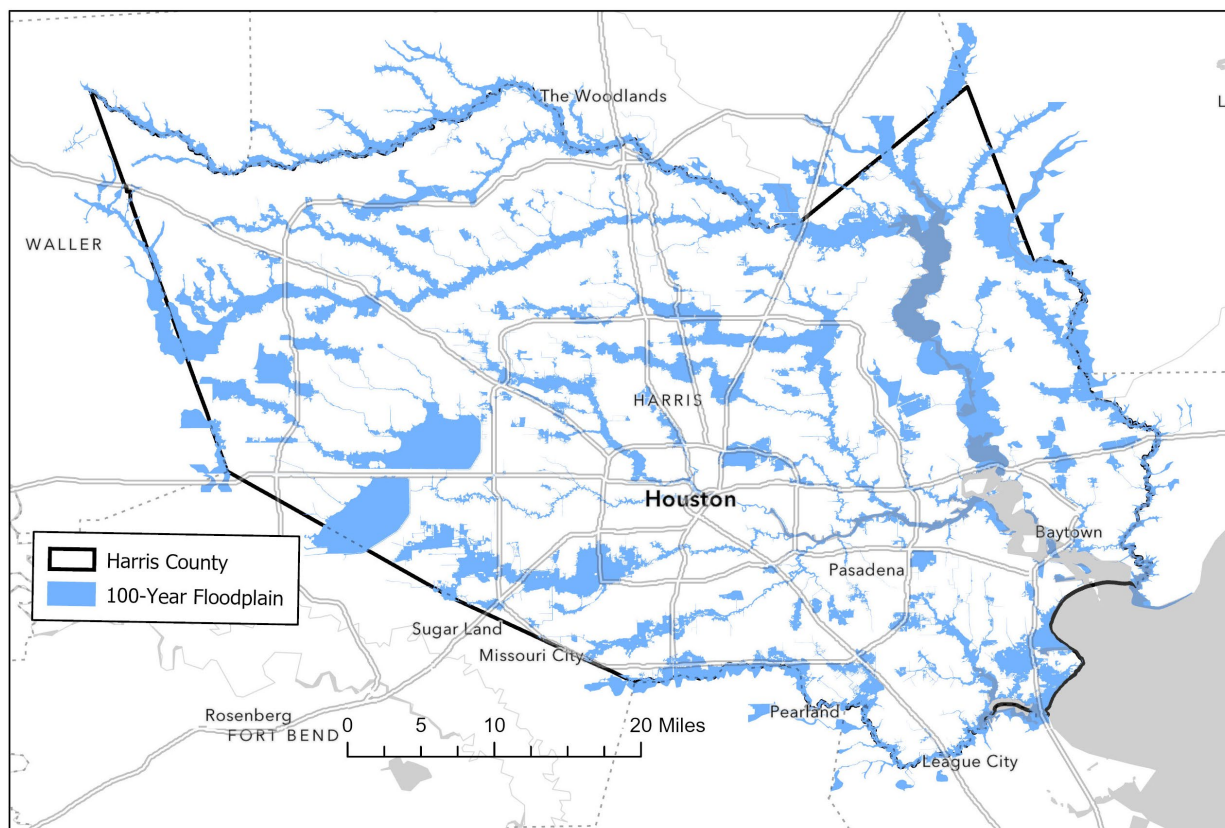 The Woodlands
L
WALLER
HARRIS
Houston
Baytown
Harris County
100-Year Floodplain
Pasadena
Sugar Land
Missouri City
Rosenberg
FORT BEND
Pearland
0 5 10 20 Miles
League City